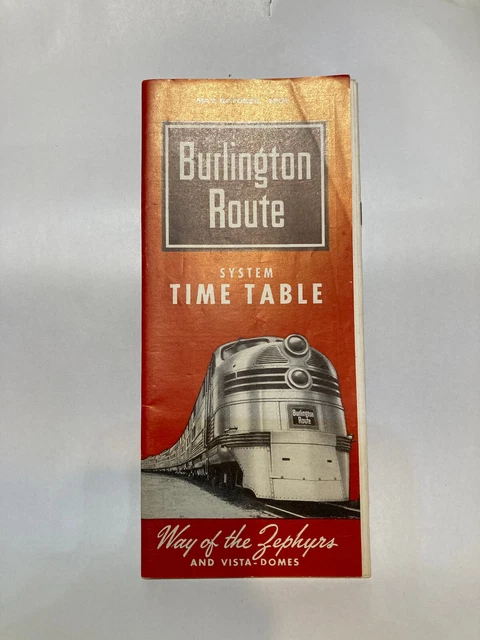 Burlington
Route
SYSTEM
TIME TABLE
Burlington
Route
Way of the Zephyrs
AND VISTA-DOMES